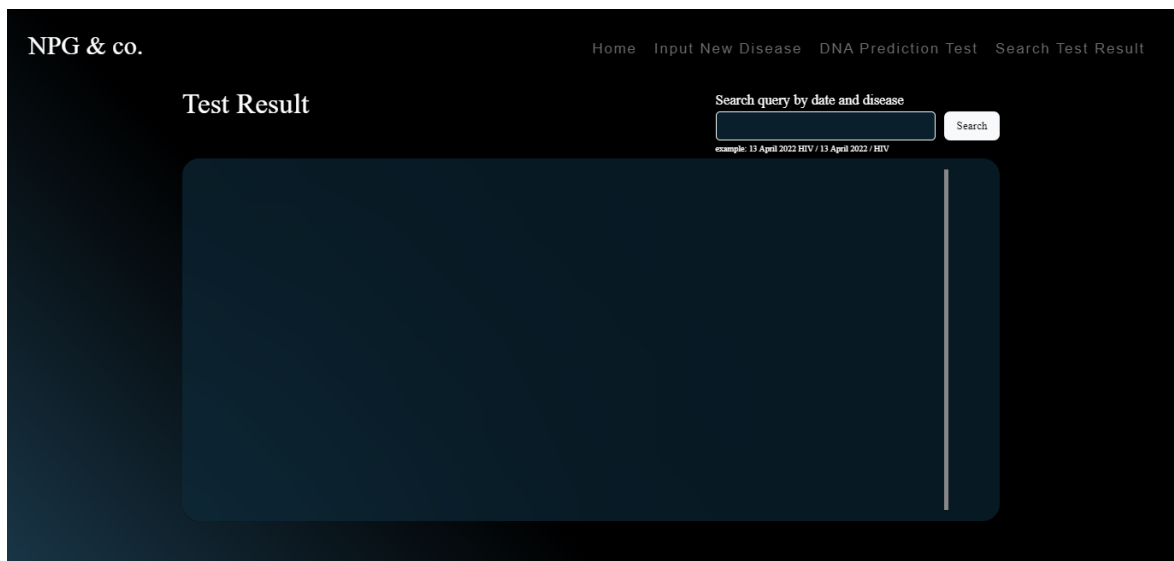 NPG & co.
Home Input New Disease DNA Prediction Test Search Test Result
Test Result
Search query by date and disease
Search
example: 13 April 2022 HIV / 13 April 2022 / HIV